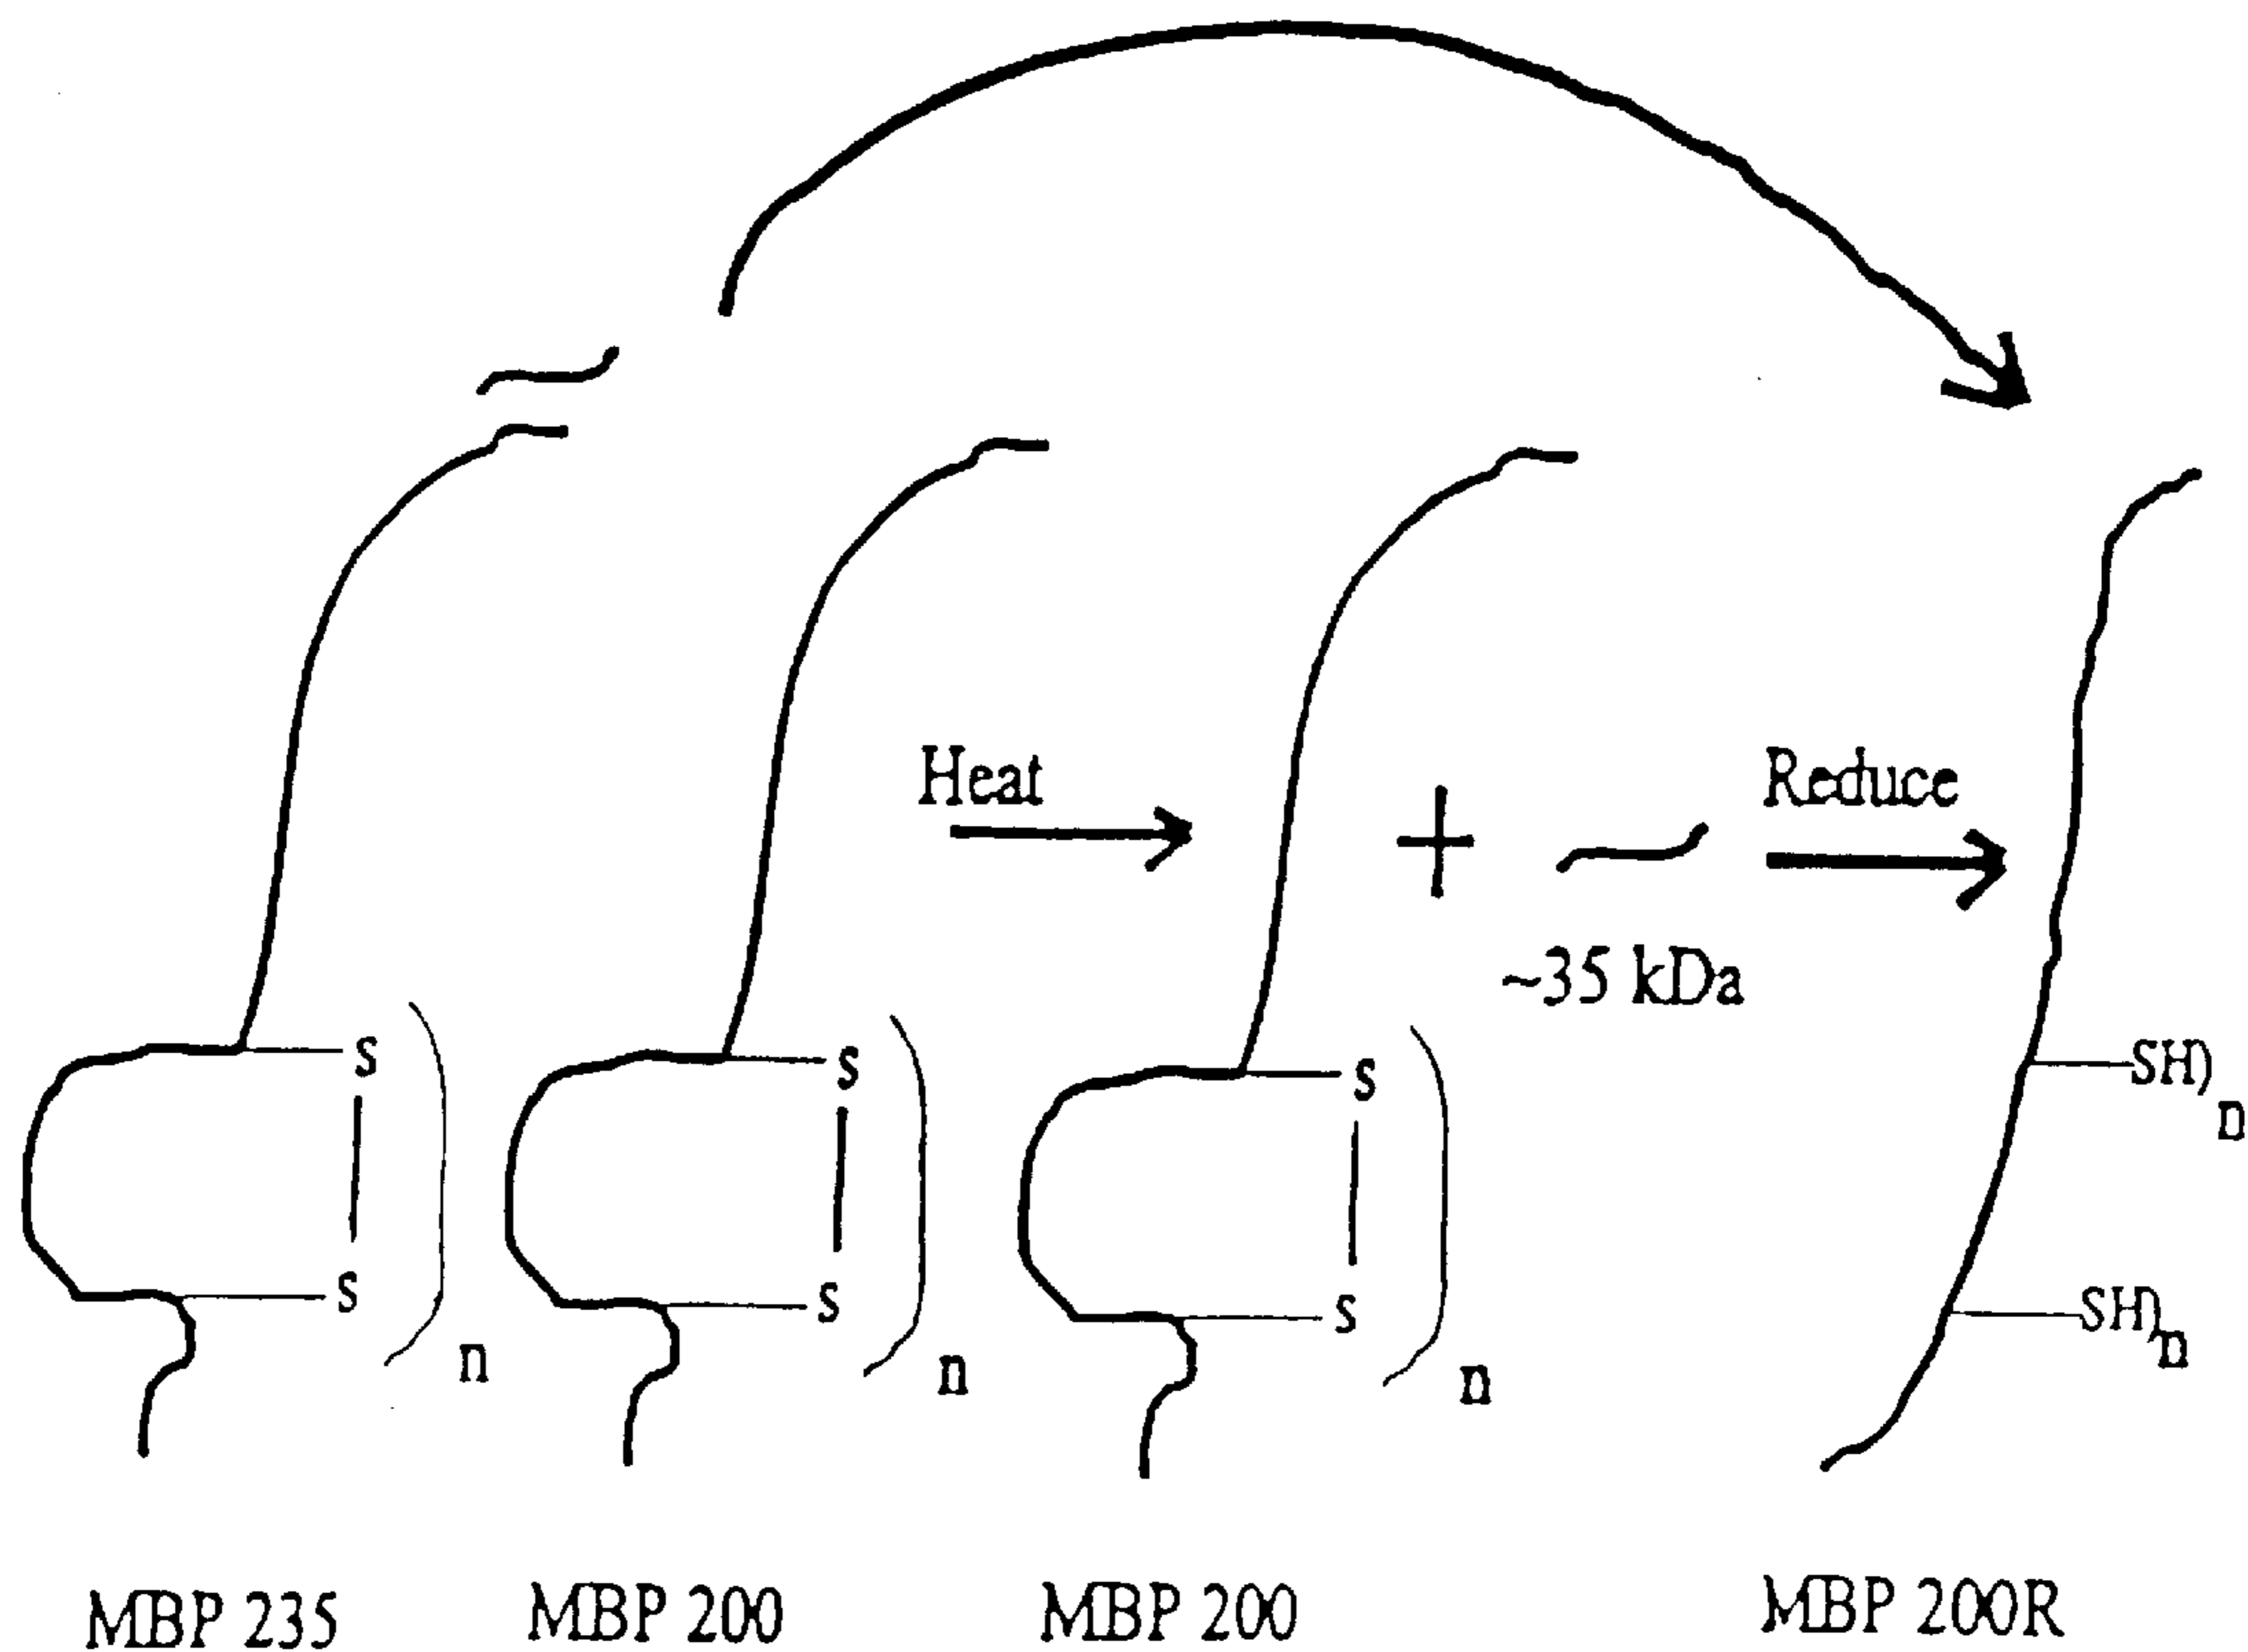 Heat
Reduce
+
~35 kDa
S
S
)n
S
S
)n
S
S
)n
SH)n
SH)n
MBP 235
MBP 200
MBP 200
MBP 200R